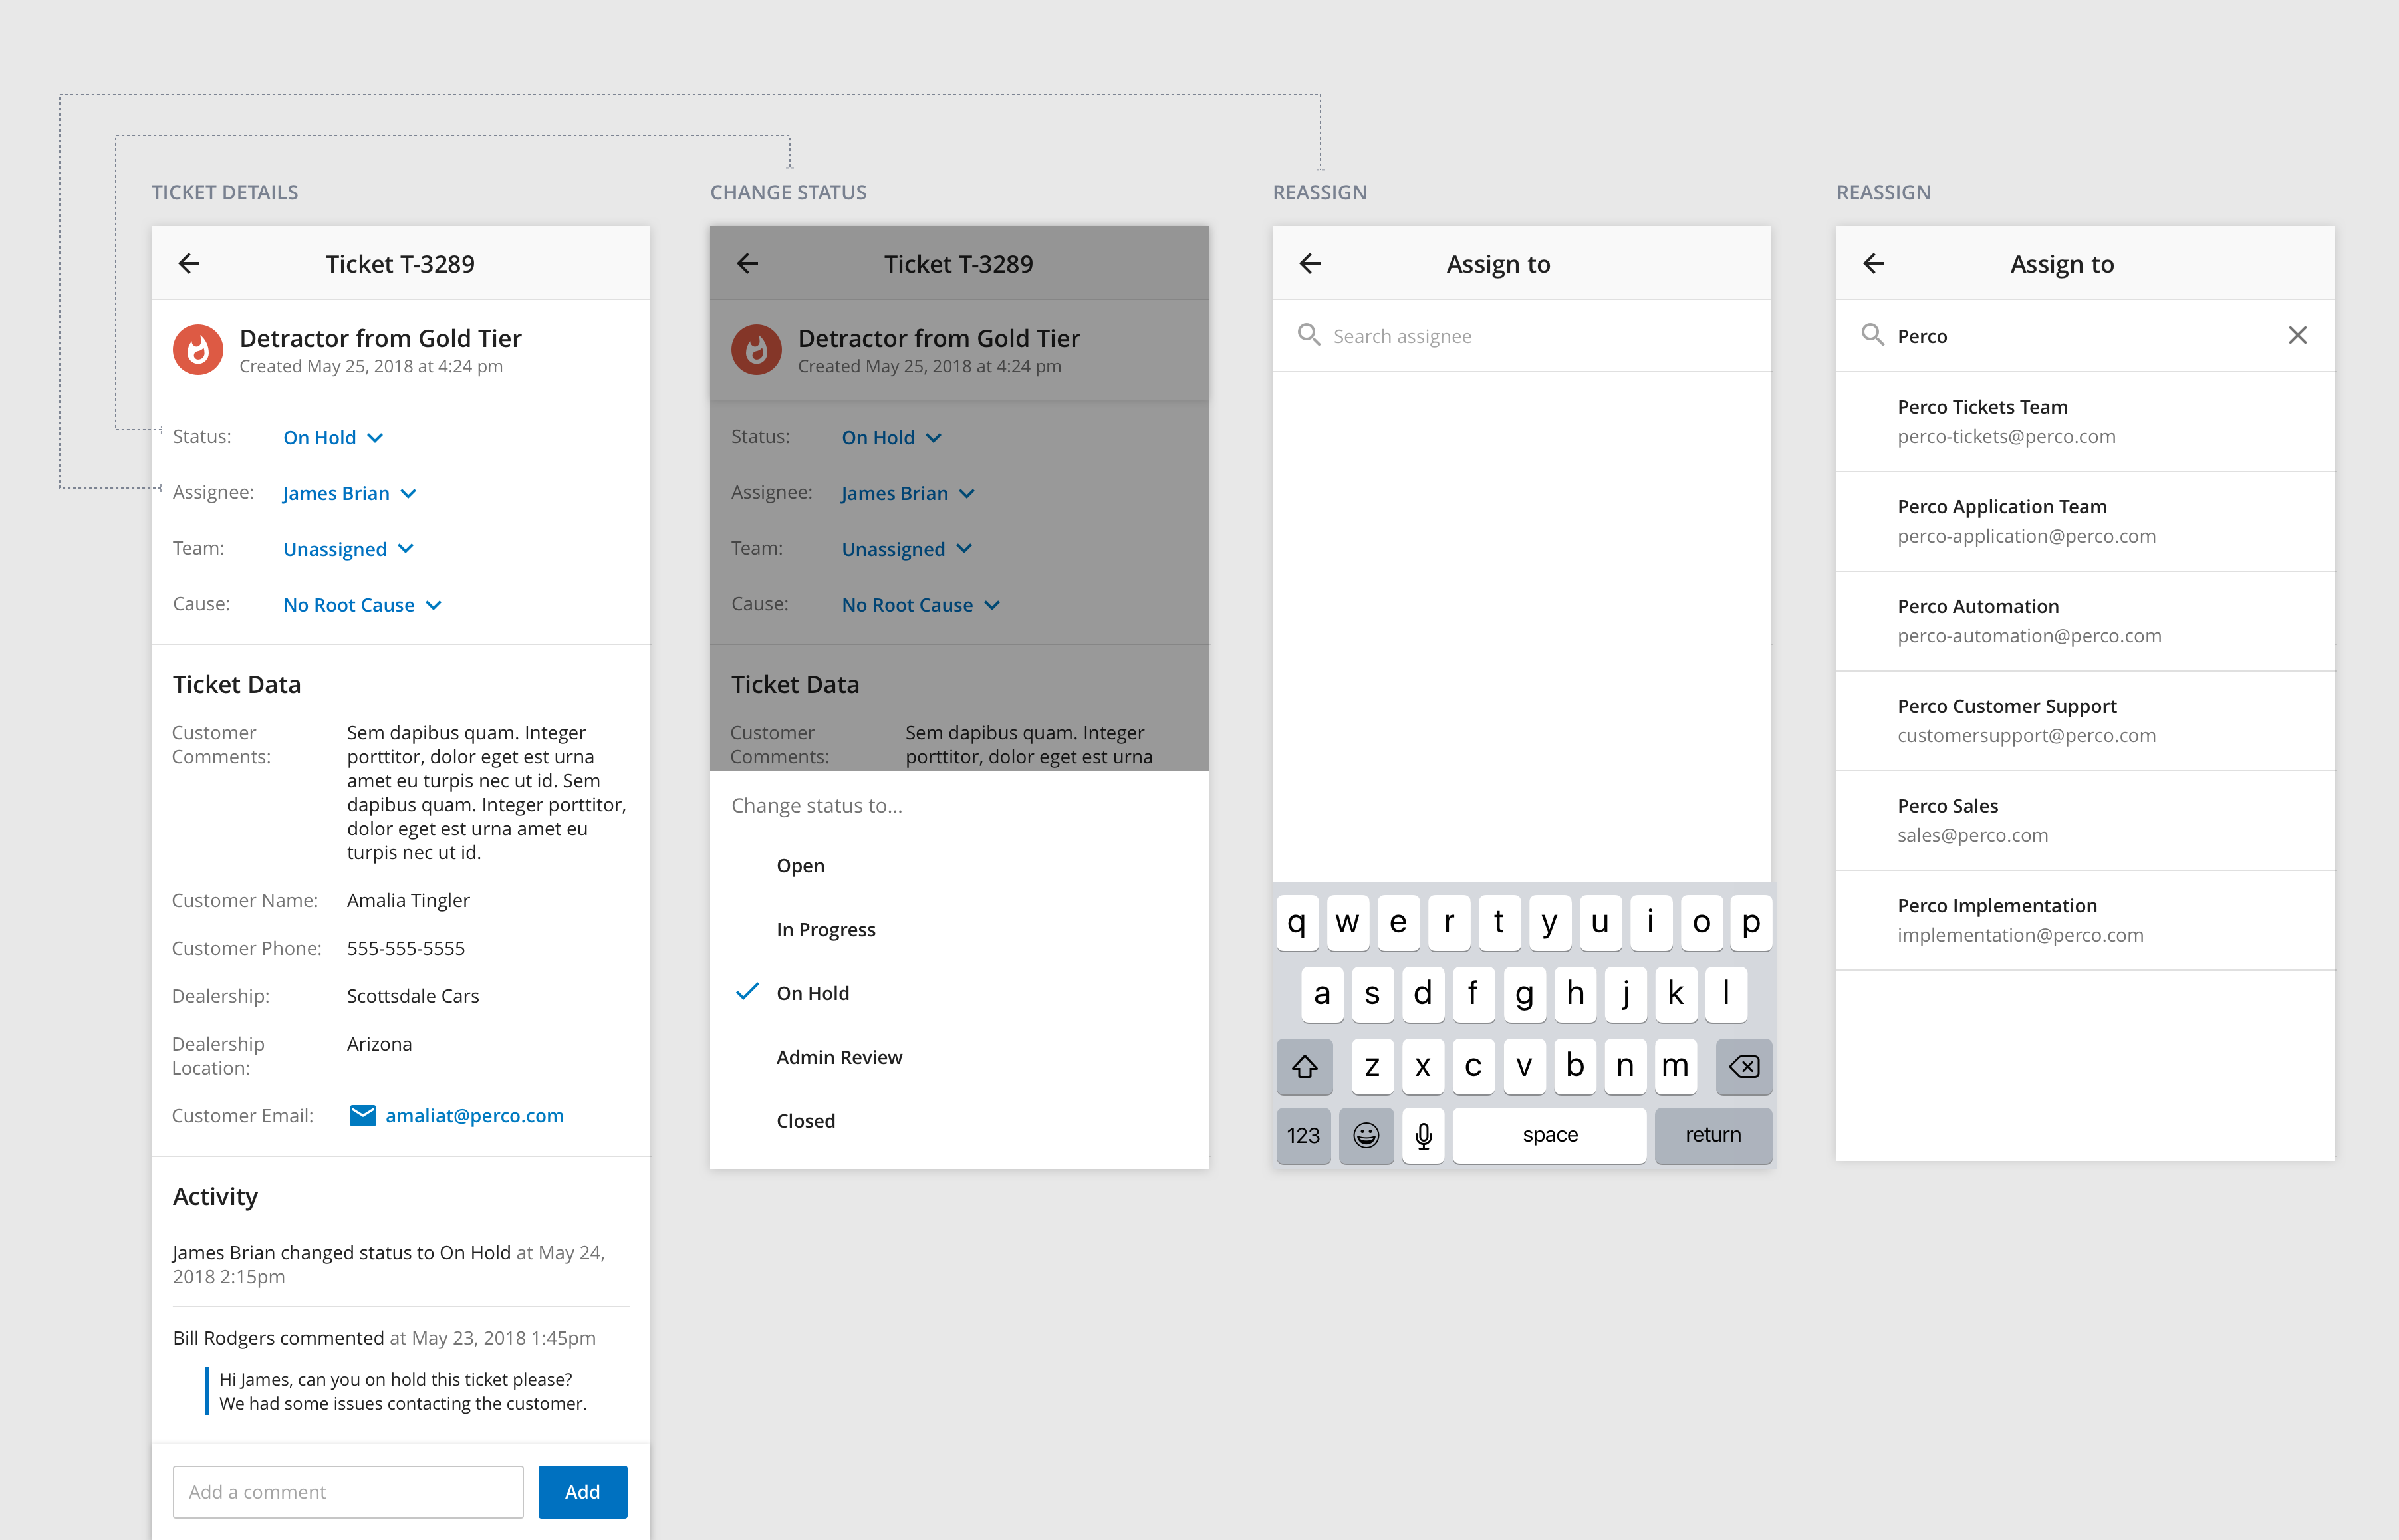 TICKET DETAILS
Ticket T-3289
Detractor from Gold Tier
Created May 25, 2018 at 4:24 pm
Status: On Hold
Assignee: James Brian
Team: Unassigned
Cause: No Root Cause
Ticket Data
Customer Comments: Sem dapibus quam. Integer
porttitor, dolor eget est urna
amet eu turpis nec ut id. Sem
dapibus quam. Integer porttitor,
dolor eget est urna amet eu
turpis nec ut id.
Customer Name: Amalia Tingler
Customer Phone: 555-555-5555
Dealership: Scottsdale Cars
Dealership Location: Arizona
Customer Email: amaliat@perco.com
Activity
James Brian changed status to On Hold at May 24,
2018 2:15pm
Bill Rodgers commented at May 23, 2018 1:45pm
Hi James, can you on hold this ticket please?
We had some issues contacting the customer.
Add a comment
Add
CHANGE STATUS
Ticket T-3289
Detractor from Gold Tier
Created May 25, 2018 at 4:24 pm
Status: On Hold
Assignee: James Brian
Team: Unassigned
Cause: No Root Cause
Ticket Data
Customer Comments: Sem dapibus quam. Integer
porttitor, dolor eget est urna
Change status to...
Open
In Progress
On Hold
Admin Review
Closed
REASSIGN
Assign to
Search assignee
q w e r t y u i o p
a s d f g h j k l
z x c v b n m
123 space return
REASSIGN
Assign to
Perco
Perco Tickets Team
perco-tickets@perco.com
Perco Application Team
perco-application@perco.com
Perco Automation
perco-automation@perco.com
Perco Customer Support
customersupport@perco.com
Perco Sales
sales@perco.com
Perco Implementation
implementation@perco.com